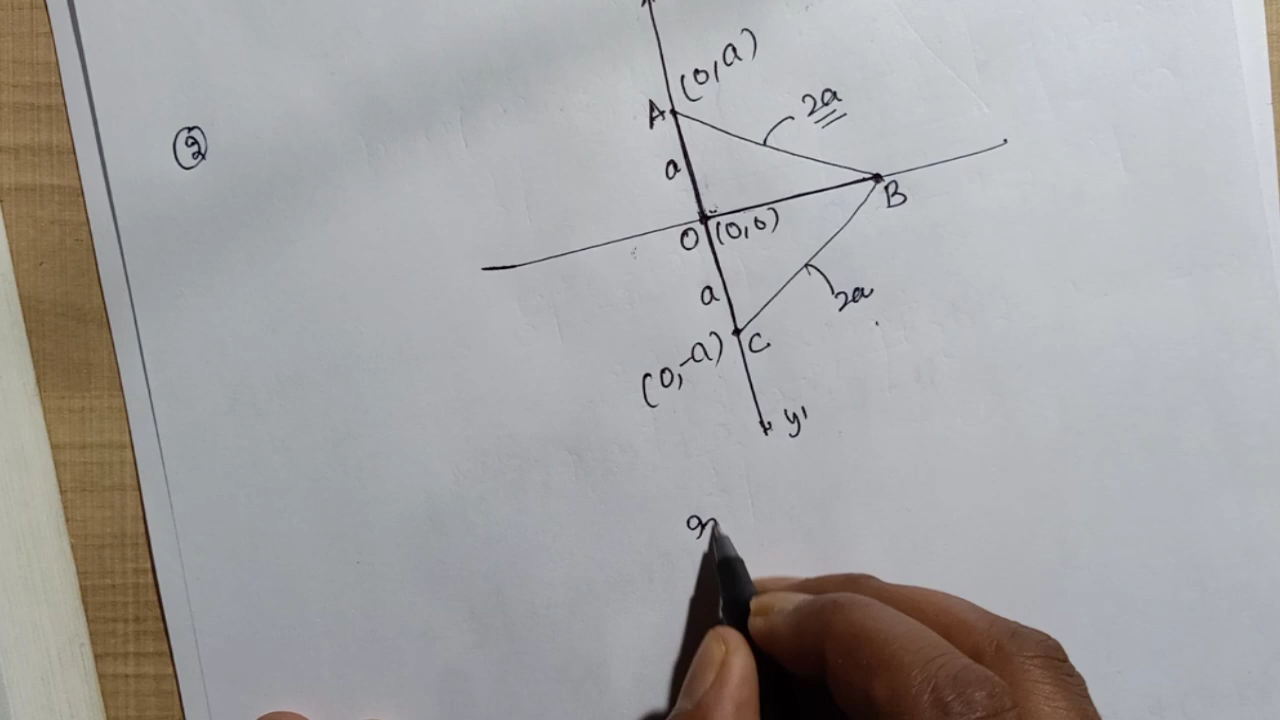 (0,a)
A
2a
②
a
B
O (0,0)
a
2a
C
(0,-a)
y'